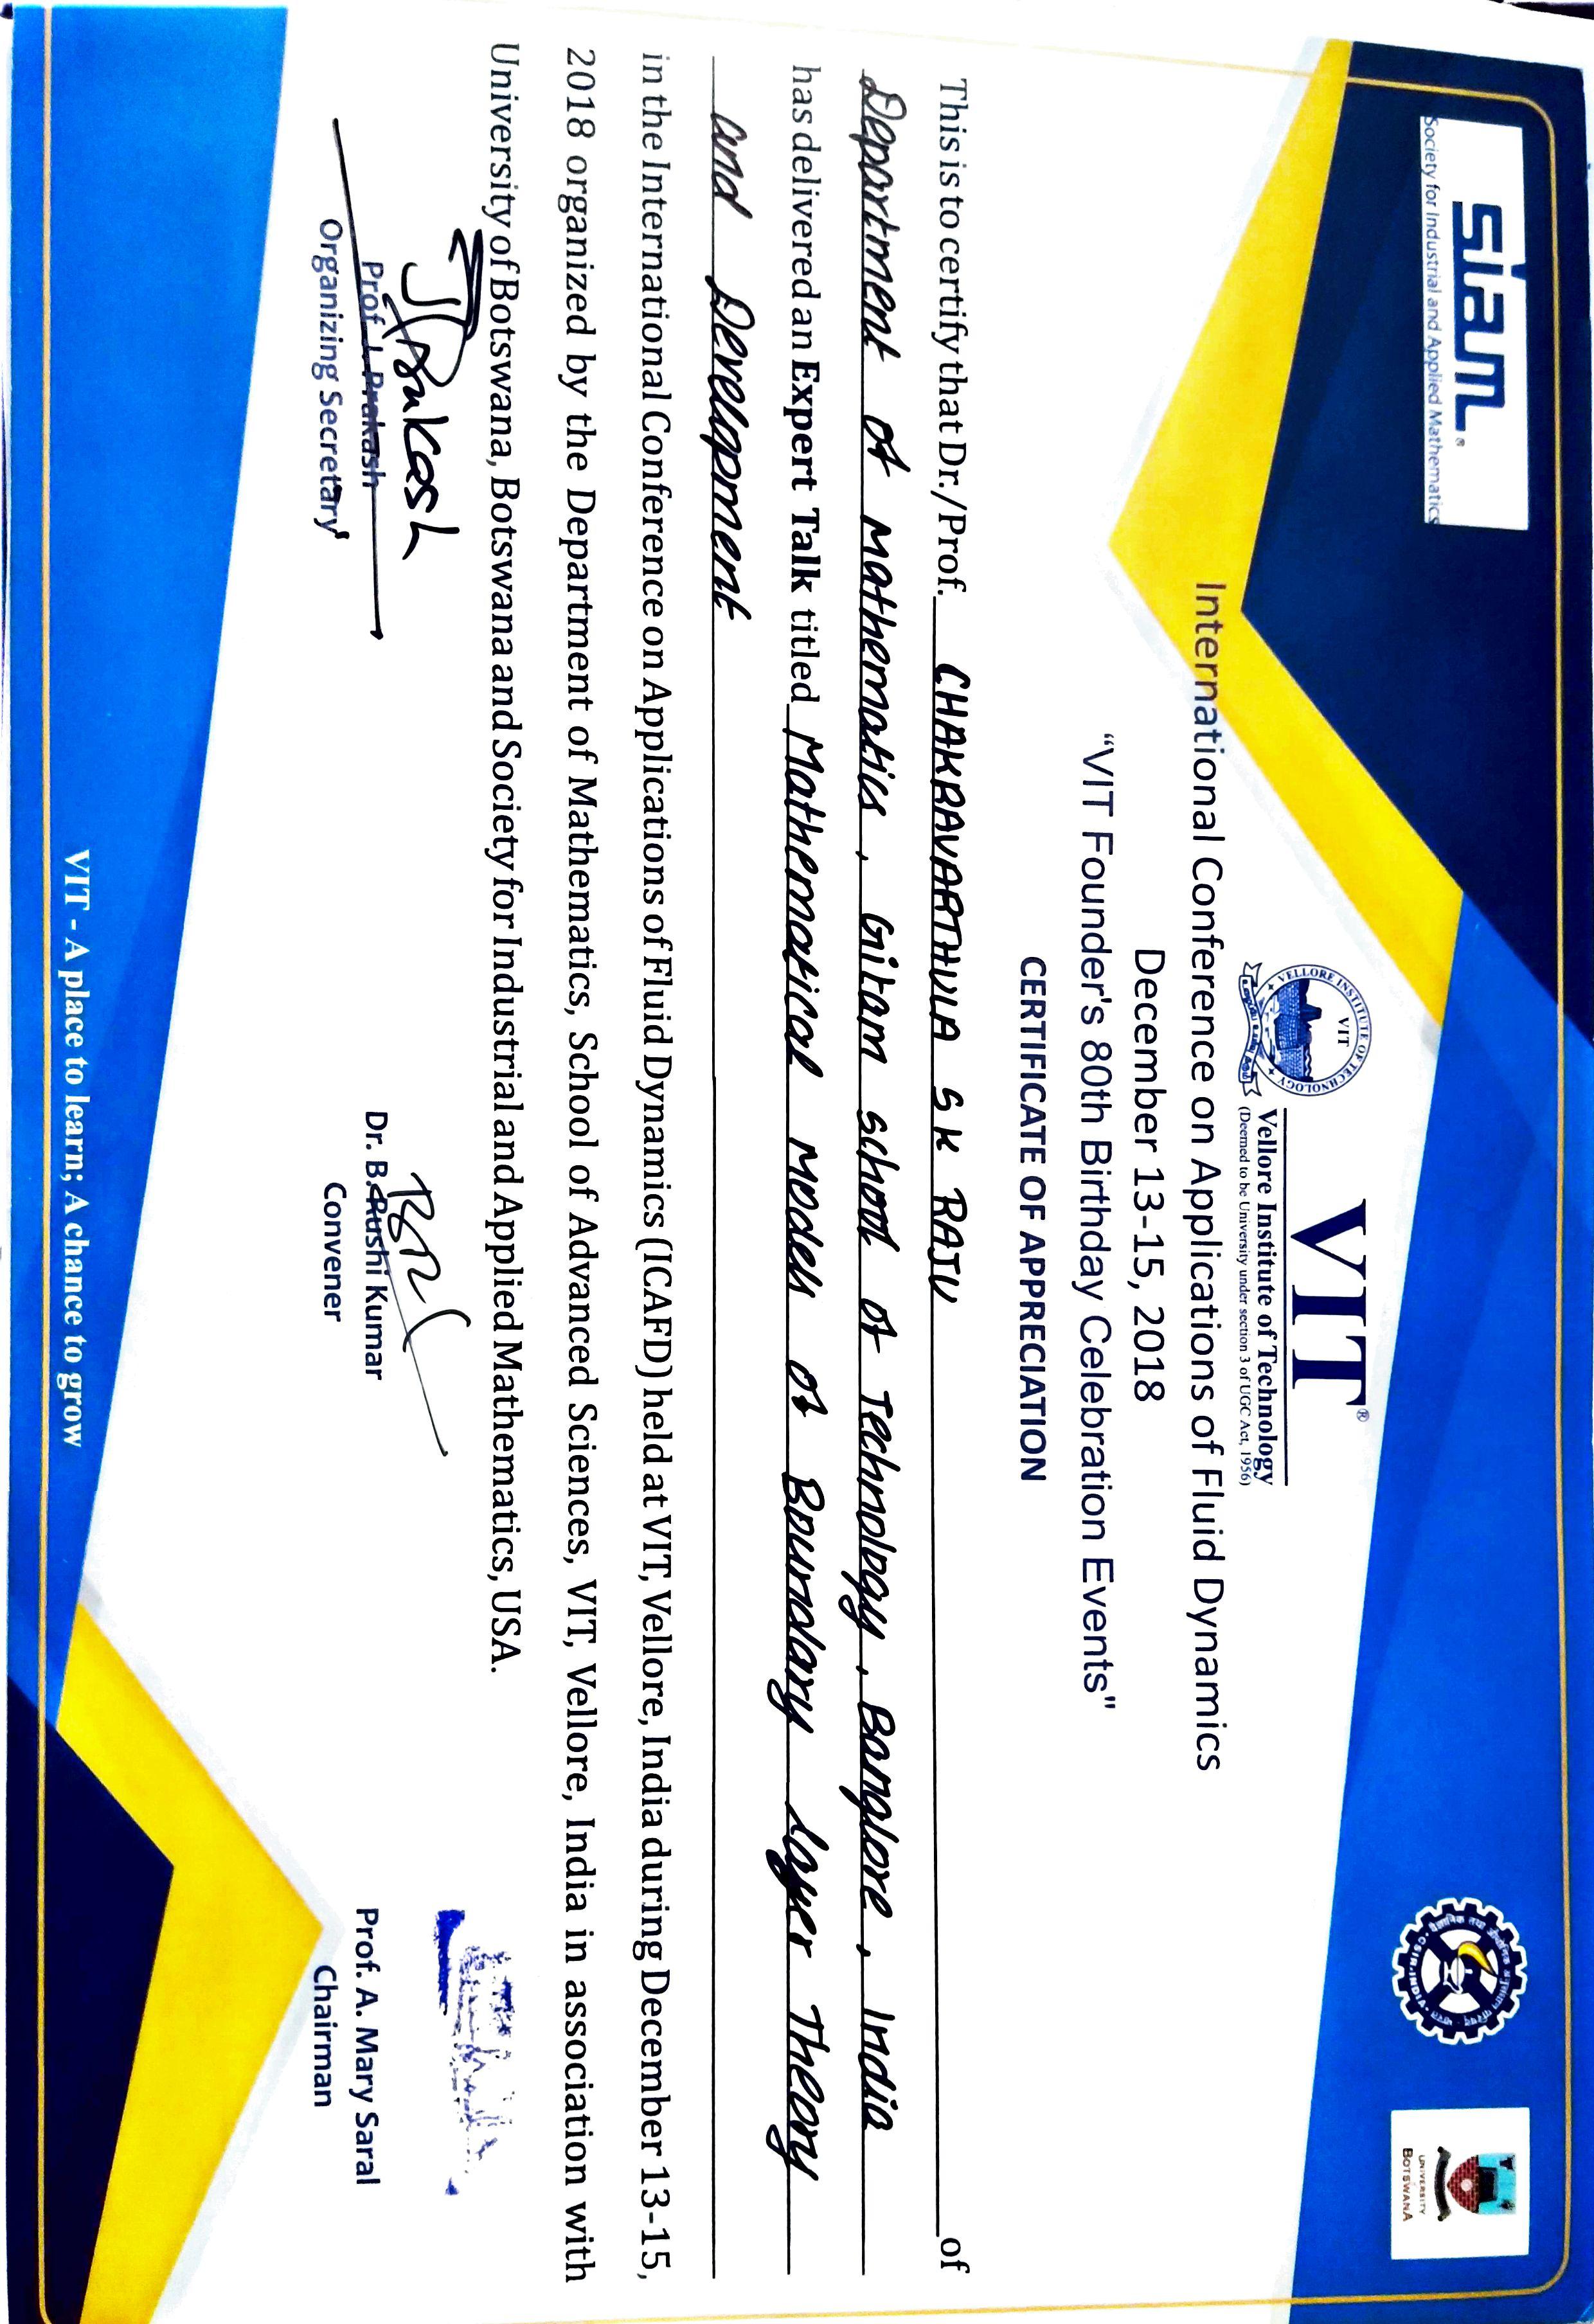 siam®
Society for Industrial and Applied Mathematics
VELLORE INSTITUTE OF TECHNOLOGY
VIT
VIT®
Vellore Institute of Technology
(Deemed to be University under section 3 of UGC Act, 1956)
CSIR-INDIA
UNIVERSITY
BOTSWANA
International Conference on Applications of Fluid Dynamics
December 13-15, 2018
“VIT Founder's 80th Birthday Celebration Events"
CERTIFICATE OF APPRECIATION
This is to certify that Dr./Prof. CHAKRAVARTHULA S K RAJU of
Department of Mathematics, Gitam school of Technology, Banglore, India
has delivered an Expert Talk titled Mathematical Models of Boundary layer Theory
and Development
in the International Conference on Applications of Fluid Dynamics (ICAFD) held at VIT, Vellore, India during December 13-15,
2018 organized by the Department of Mathematics, School of Advanced Sciences, VIT, Vellore, India in association with
University of Botswana, Botswana and Society for Industrial and Applied Mathematics, USA.
JPrakash
Prof. J. Prakash
Organizing Secretary
Dr. B. Rushi Kumar
Convener
Prof. A. Mary Saral
Chairman
VIT - A place to learn; A chance to grow